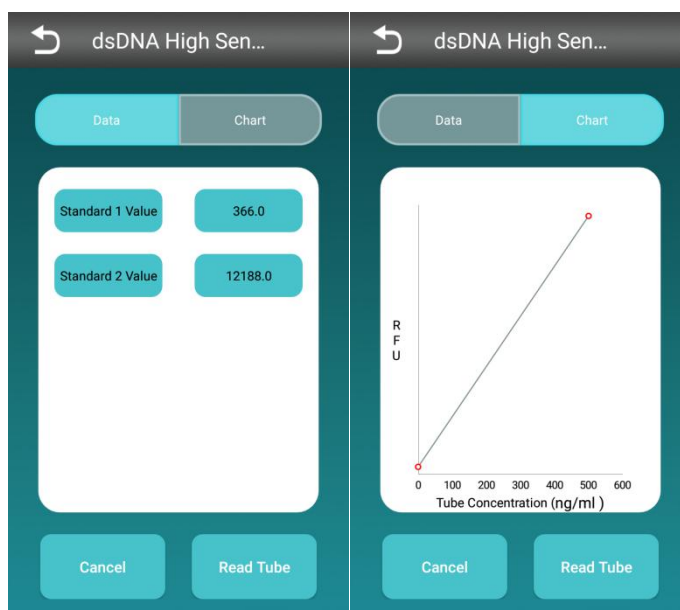 dsDNA High Sen...
Data
Chart
Standard 1 Value
366.0
Standard 2 Value
12188.0
Cancel
Read Tube
dsDNA High Sen...
Data
Chart
R
F
U
0 100 200 300 400 500 600
Tube Concentration (ng/ml )
Cancel
Read Tube